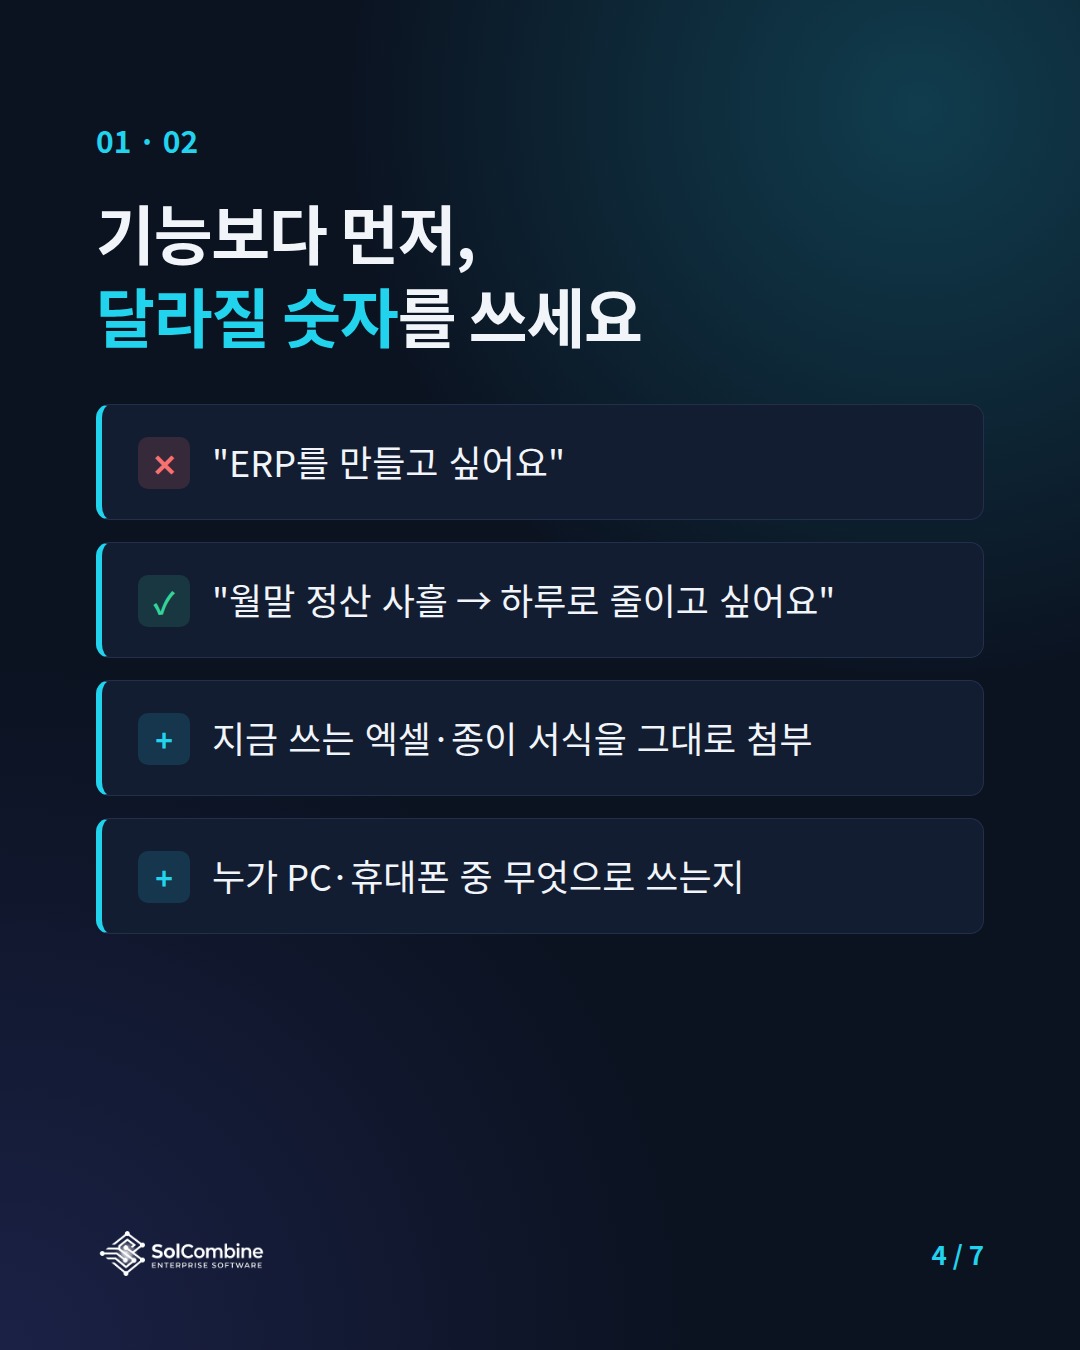 01 · 02
기능보다 먼저,
달라질 숫자를 쓰세요
✕ "ERP를 만들고 싶어요"
✓ "월말 정산 사흘 → 하루로 줄이고 싶어요"
+ 지금 쓰는 엑셀·종이 서식을 그대로 첨부
+ 누가 PC·휴대폰 중 무엇으로 쓰는지
SolCombine
ENTERPRISE SOFTWARE
4 / 7